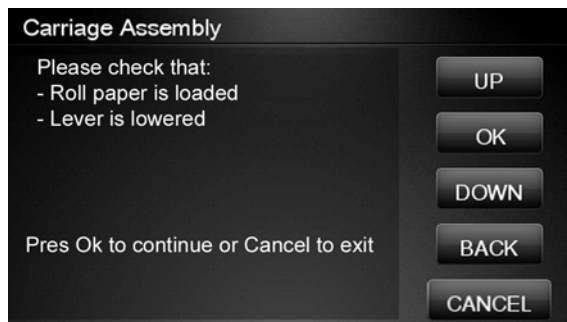 Carriage Assembly
Please check that:
- Roll paper is loaded
- Lever is lowered
Pres Ok to continue or Cancel to exit
UP
OK
DOWN
BACK
CANCEL